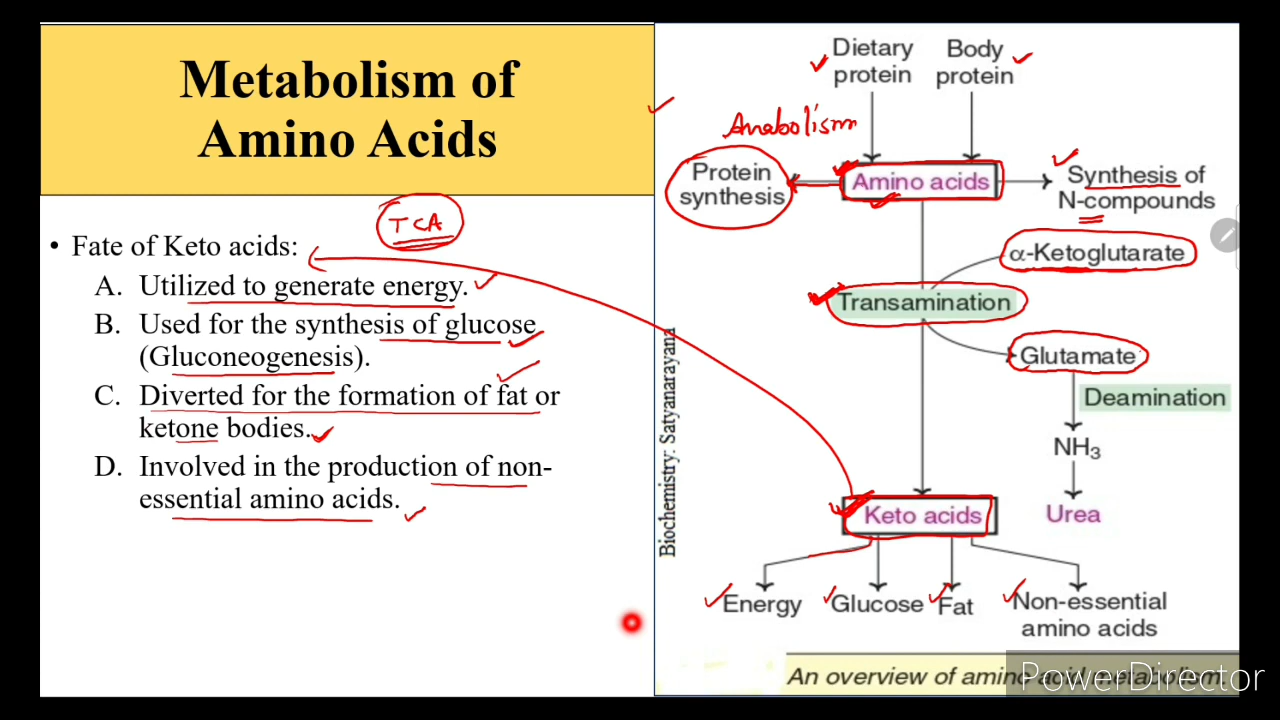 Metabolism of
Amino Acids
TCA
• Fate of Keto acids:
A. Utilized to generate energy.
B. Used for the synthesis of glucose
(Gluconeogenesis).
C. Diverted for the formation of fat or
ketone bodies.
D. Involved in the production of non-
essential amino acids.
Biochemistry: Satyanarayana
Dietary
protein
Body
protein
Anabolism
Protein
synthesis
Amino acids
Synthesis of
N-compounds
α-Ketoglutarate
Transamination
Glutamate
Deamination
NH₃
Keto acids
Urea
Energy
Glucose
Fat
Non-essential
amino acids
An overview of amino acid metabolism.
PowerDirector